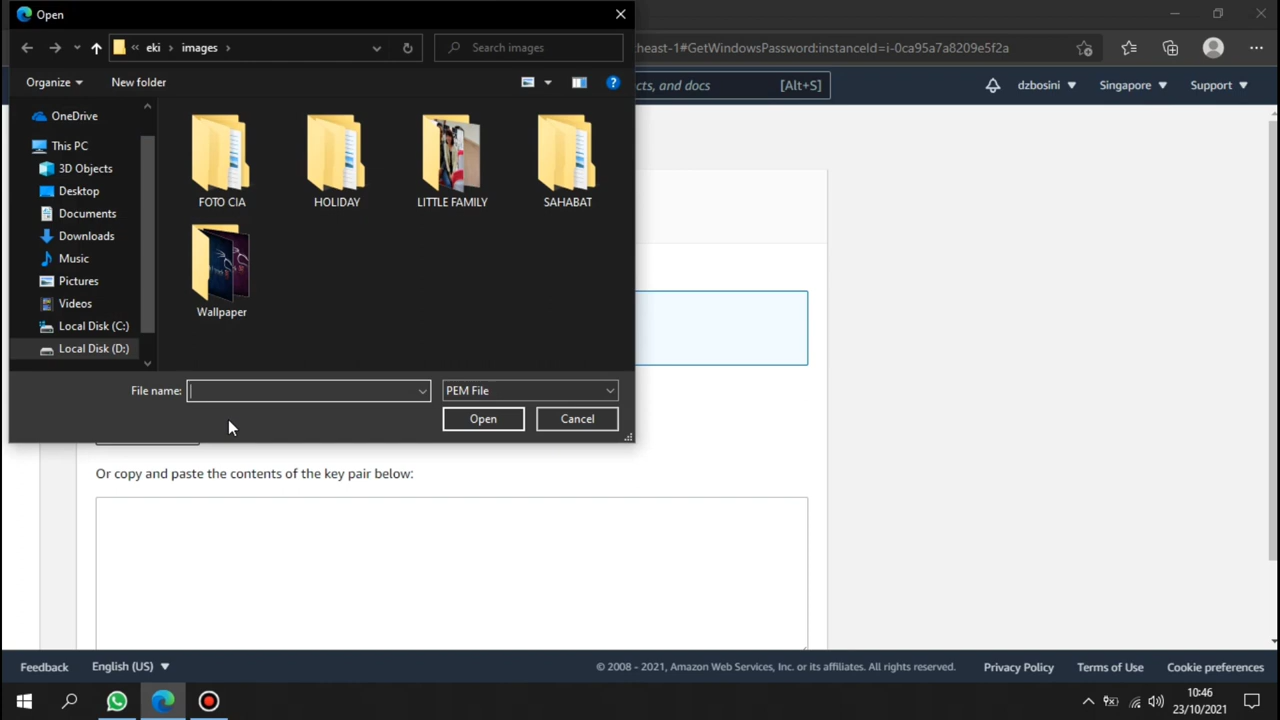 Open
eki
images
Search images
heast-1#GetWindowsPassword:instanceId=i-0ca95a7a8209e5f2a
Organize
New folder
cts, and docs
[Alt+S]
dzbosini
Singapore
Support
OneDrive
This PC
3D Objects
Desktop
Documents
Downloads
Music
Pictures
Videos
Local Disk (C:)
Local Disk (D:)
FOTO CIA
HOLIDAY
LITTLE FAMILY
SAHABAT
Wallpaper
File name:
PEM File
Open
Cancel
Or copy and paste the contents of the key pair below:
Feedback
English (US)
© 2008 - 2021, Amazon Web Services, Inc. or its affiliates. All rights reserved.
Privacy Policy
Terms of Use
Cookie preferences
10:46
23/10/2021